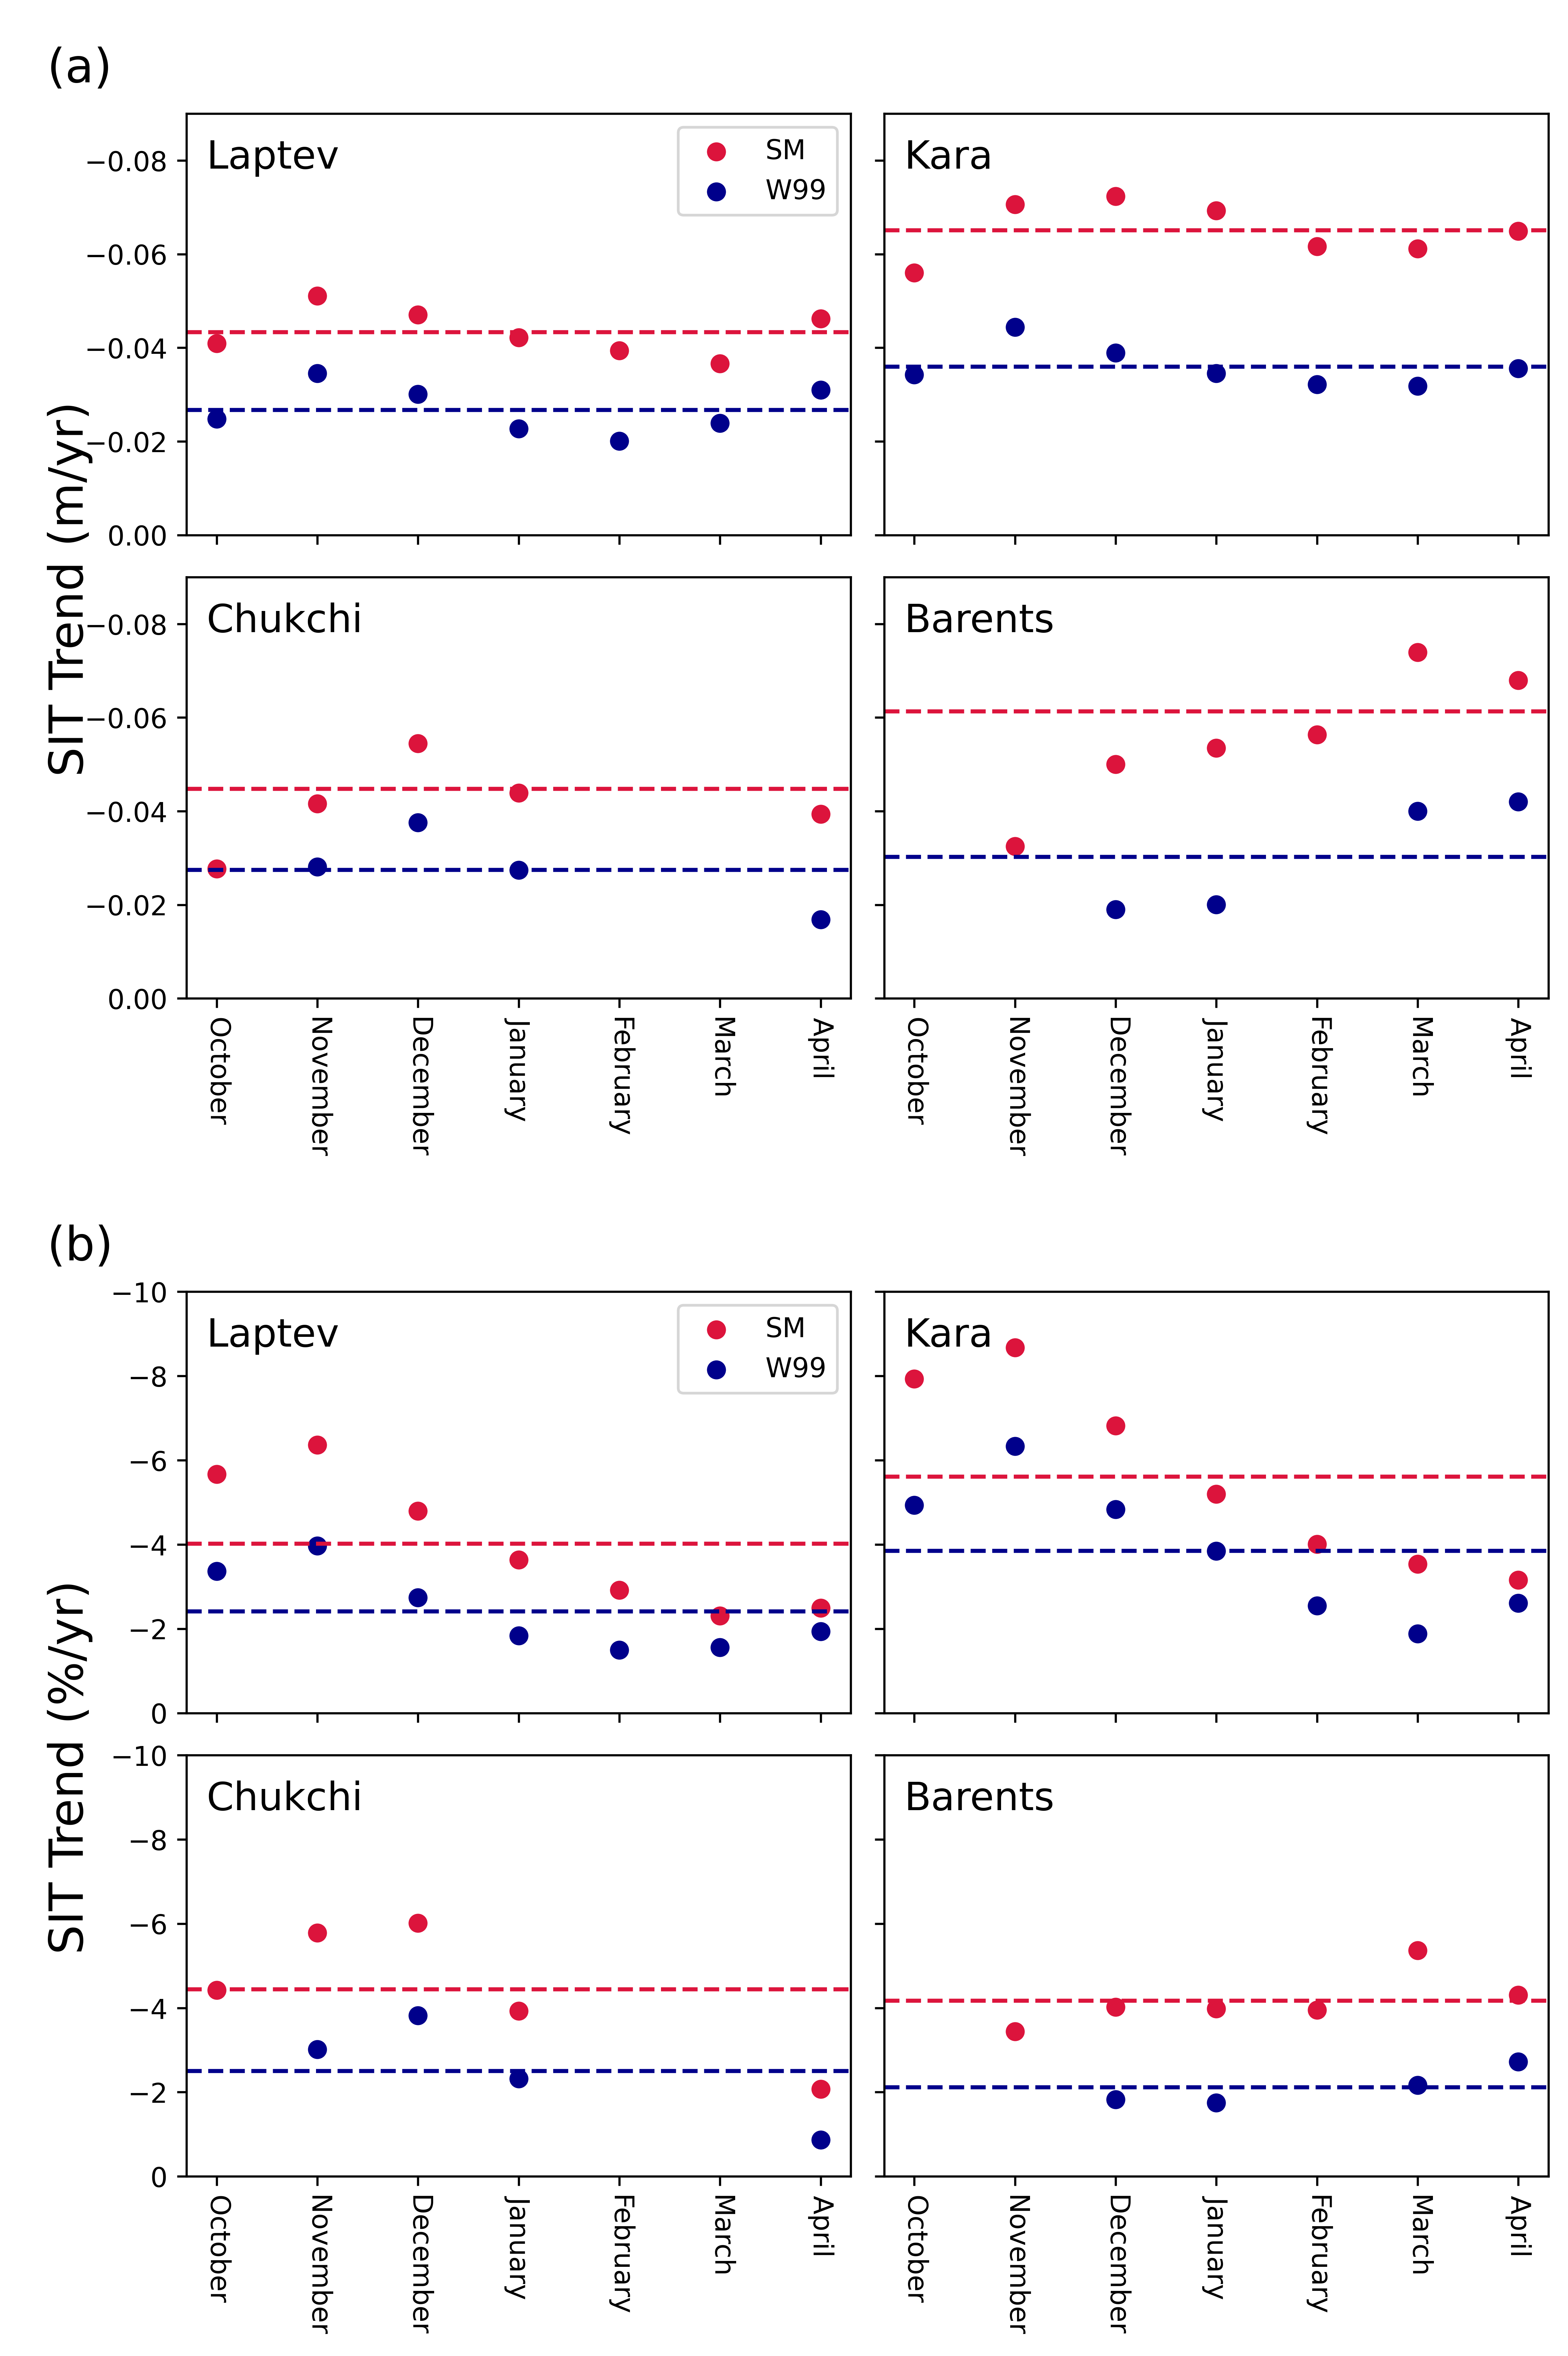 (a)
SIT Trend (m/yr)
Laptev
SM
W99
−0.08
−0.06
−0.04
−0.02
0.00
Kara
Chukchi
−0.08
−0.06
−0.04
−0.02
0.00
October
November
December
January
February
March
April
Barents
October
November
December
January
February
March
April
(b)
SIT Trend (%/yr)
Laptev
SM
W99
−10
−8
−6
−4
−2
0
Kara
Chukchi
−10
−8
−6
−4
−2
0
October
November
December
January
February
March
April
Barents
October
November
December
January
February
March
April